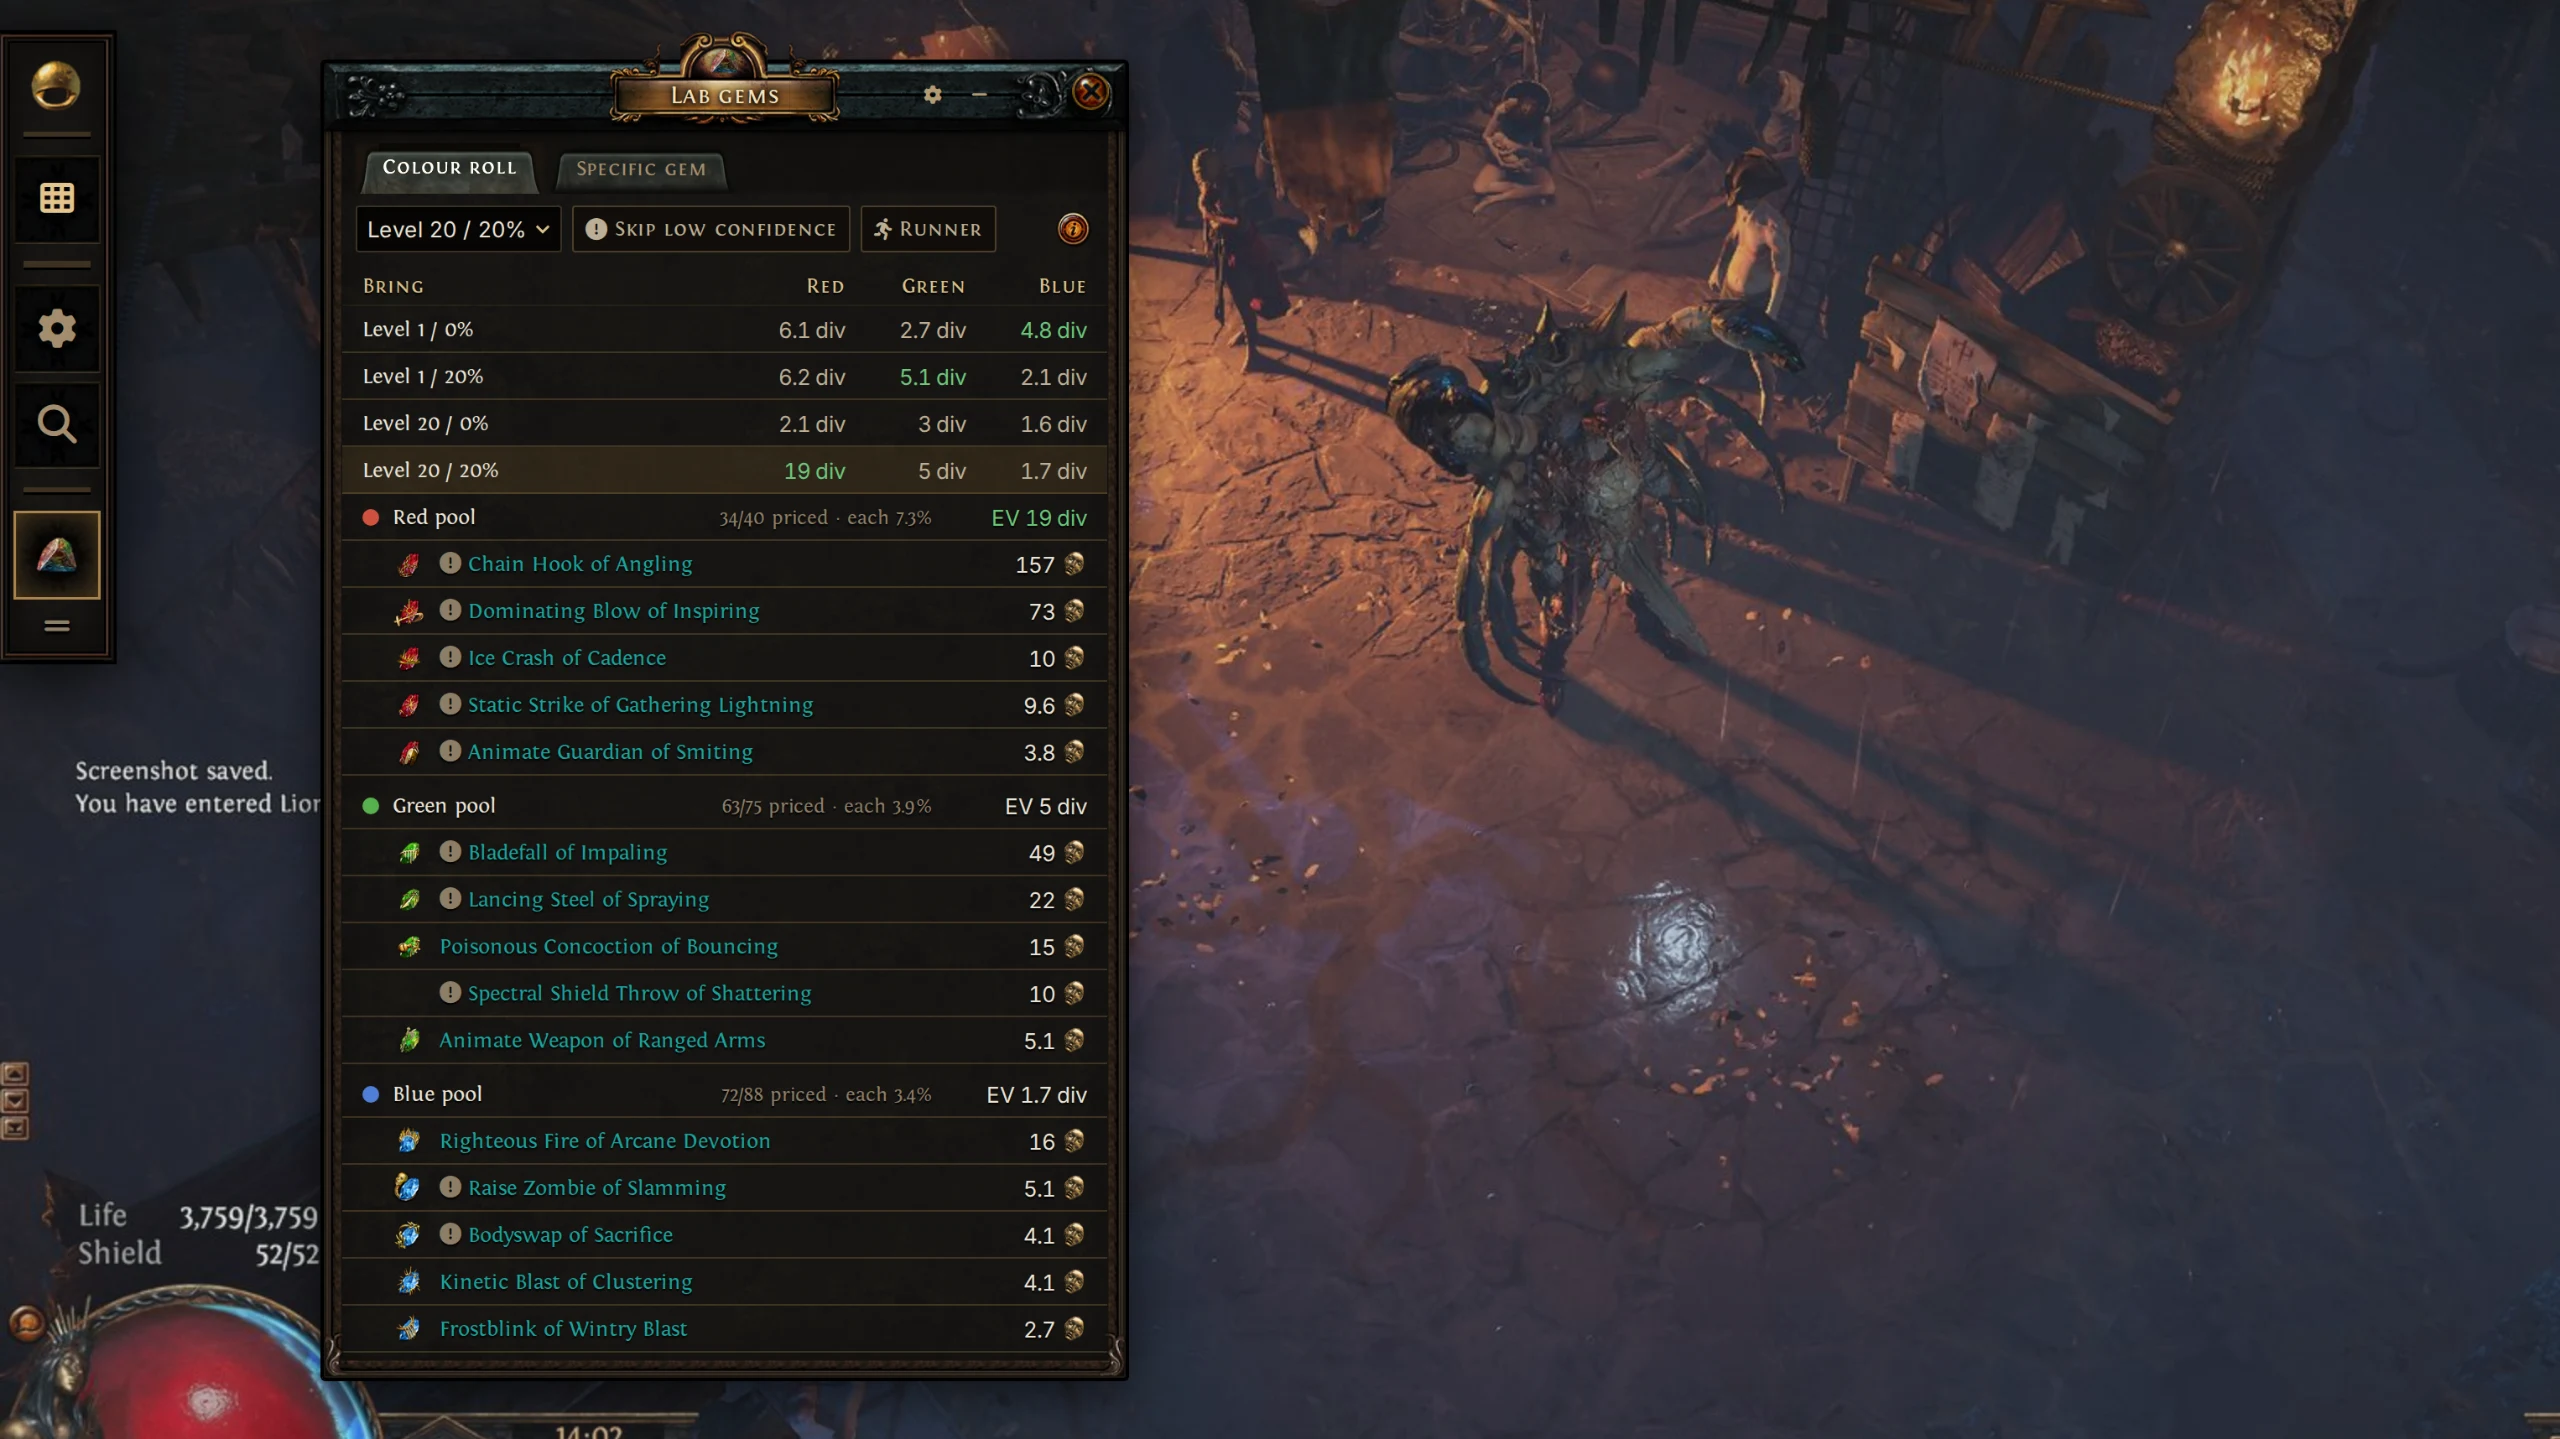 LAB GEMS
COLOUR ROLL
SPECIFIC GEM
Level 20 / 20%
SKIP LOW CONFIDENCE
RUNNER
BRING RED GREEN BLUE
Level 1 / 0% 6.1 div 2.7 div 4.8 div
Level 1 / 20% 6.2 div 5.1 div 2.1 div
Level 20 / 0% 2.1 div 3 div 1.6 div
Level 20 / 20% 19 div 5 div 1.7 div
Red pool 34/40 priced · each 7.3% EV 19 div
Chain Hook of Angling 157
Dominating Blow of Inspiring 73
Ice Crash of Cadence 10
Static Strike of Gathering Lightning 9.6
Animate Guardian of Smiting 3.8
Green pool 63/75 priced · each 3.9% EV 5 div
Bladefall of Impaling 49
Lancing Steel of Spraying 22
Poisonous Concoction of Bouncing 15
Spectral Shield Throw of Shattering 10
Animate Weapon of Ranged Arms 5.1
Blue pool 72/88 priced · each 3.4% EV 1.7 div
Righteous Fire of Arcane Devotion 16
Raise Zombie of Slamming 5.1
Bodyswap of Sacrifice 4.1
Kinetic Blast of Clustering 4.1
Frostblink of Wintry Blast 2.7
Screenshot saved.
You have entered
Life 3,759/3,759
Shield 52/52
14:02